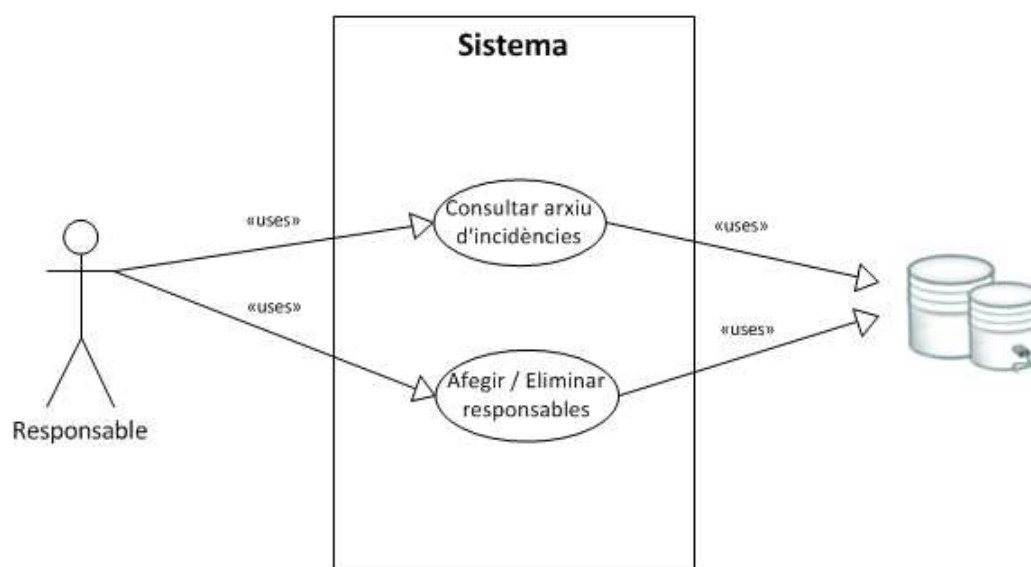 Sistema
«uses»
Consultar arxiu
d'incidències
«uses»
«uses»
Afegir / Eliminar
responsables
«uses»
Responsable